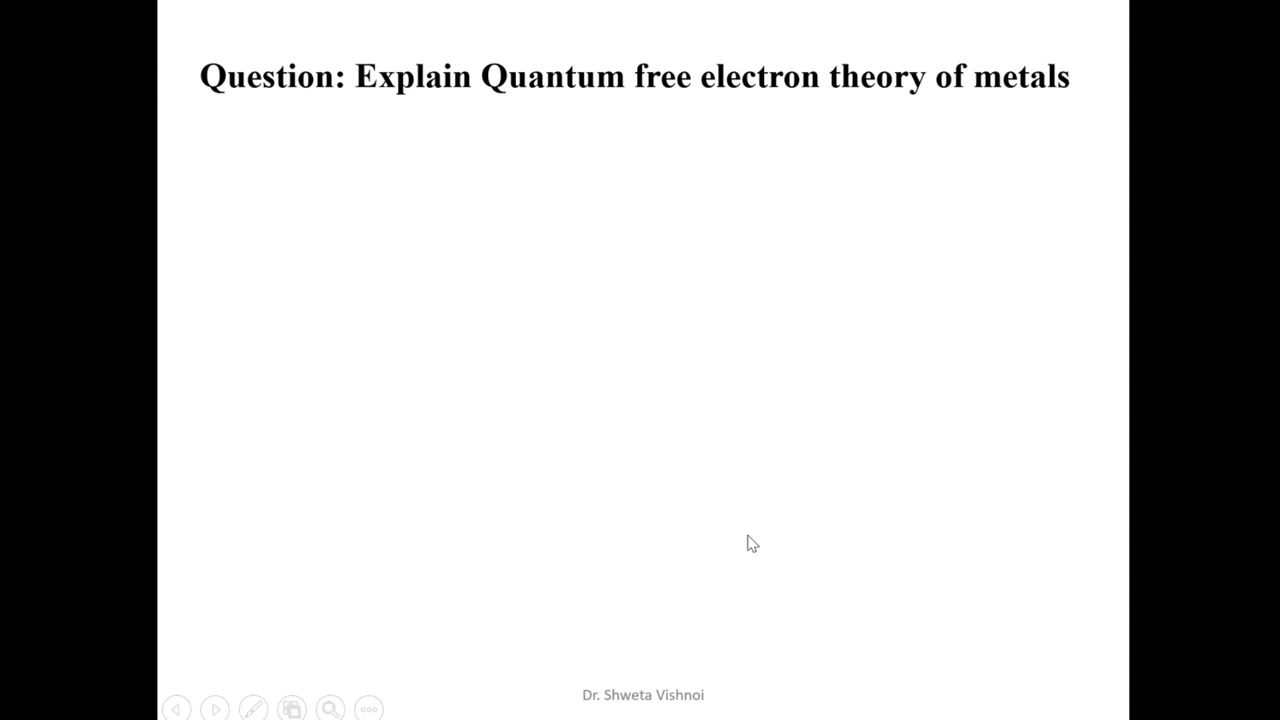 Question: Explain Quantum free electron theory of metals
Dr. Shweta Vishnoi